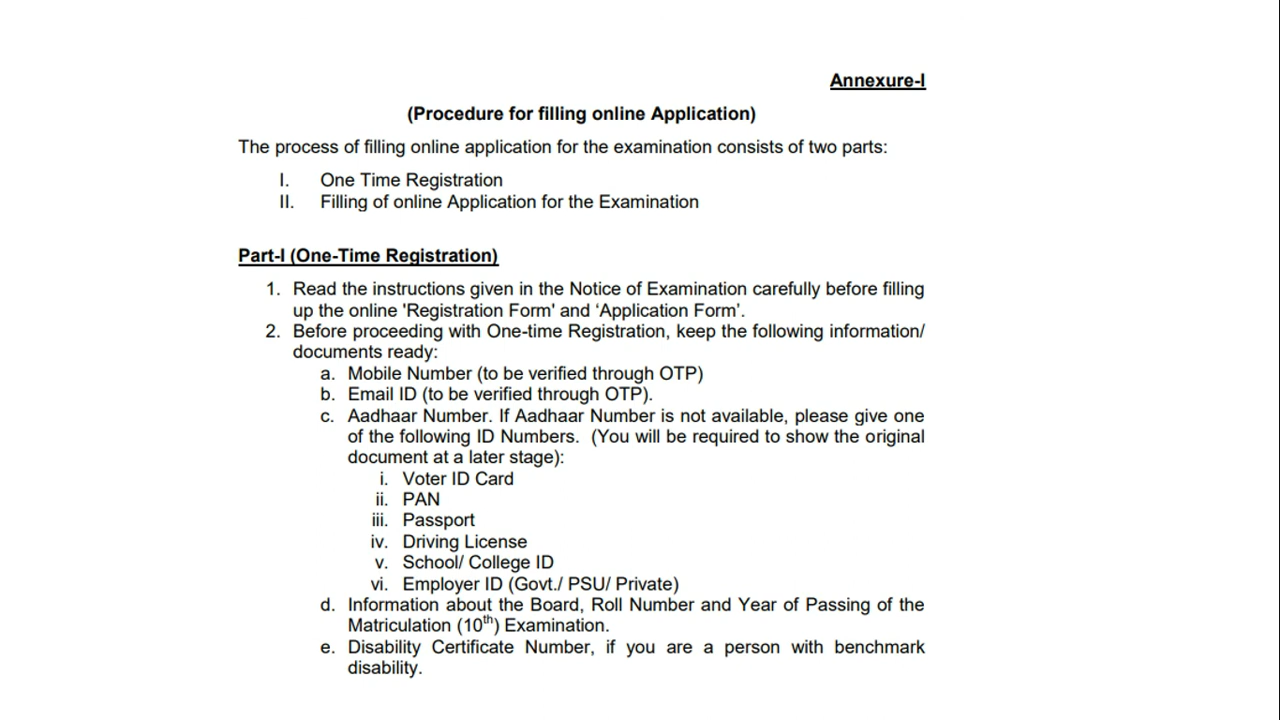 Annexure-I
(Procedure for filling online Application)
The process of filling online application for the examination consists of two parts:
I. One Time Registration
II. Filling of online Application for the Examination
Part-I (One-Time Registration)
1. Read the instructions given in the Notice of Examination carefully before filling
up the online 'Registration Form' and ‘Application Form’.
2. Before proceeding with One-time Registration, keep the following information/
documents ready:
a. Mobile Number (to be verified through OTP)
b. Email ID (to be verified through OTP).
c. Aadhaar Number. If Aadhaar Number is not available, please give one
of the following ID Numbers. (You will be required to show the original
document at a later stage):
i. Voter ID Card
ii. PAN
iii. Passport
iv. Driving License
v. School/ College ID
vi. Employer ID (Govt./ PSU/ Private)
d. Information about the Board, Roll Number and Year of Passing of the
Matriculation (10th) Examination.
e. Disability Certificate Number, if you are a person with benchmark
disability.